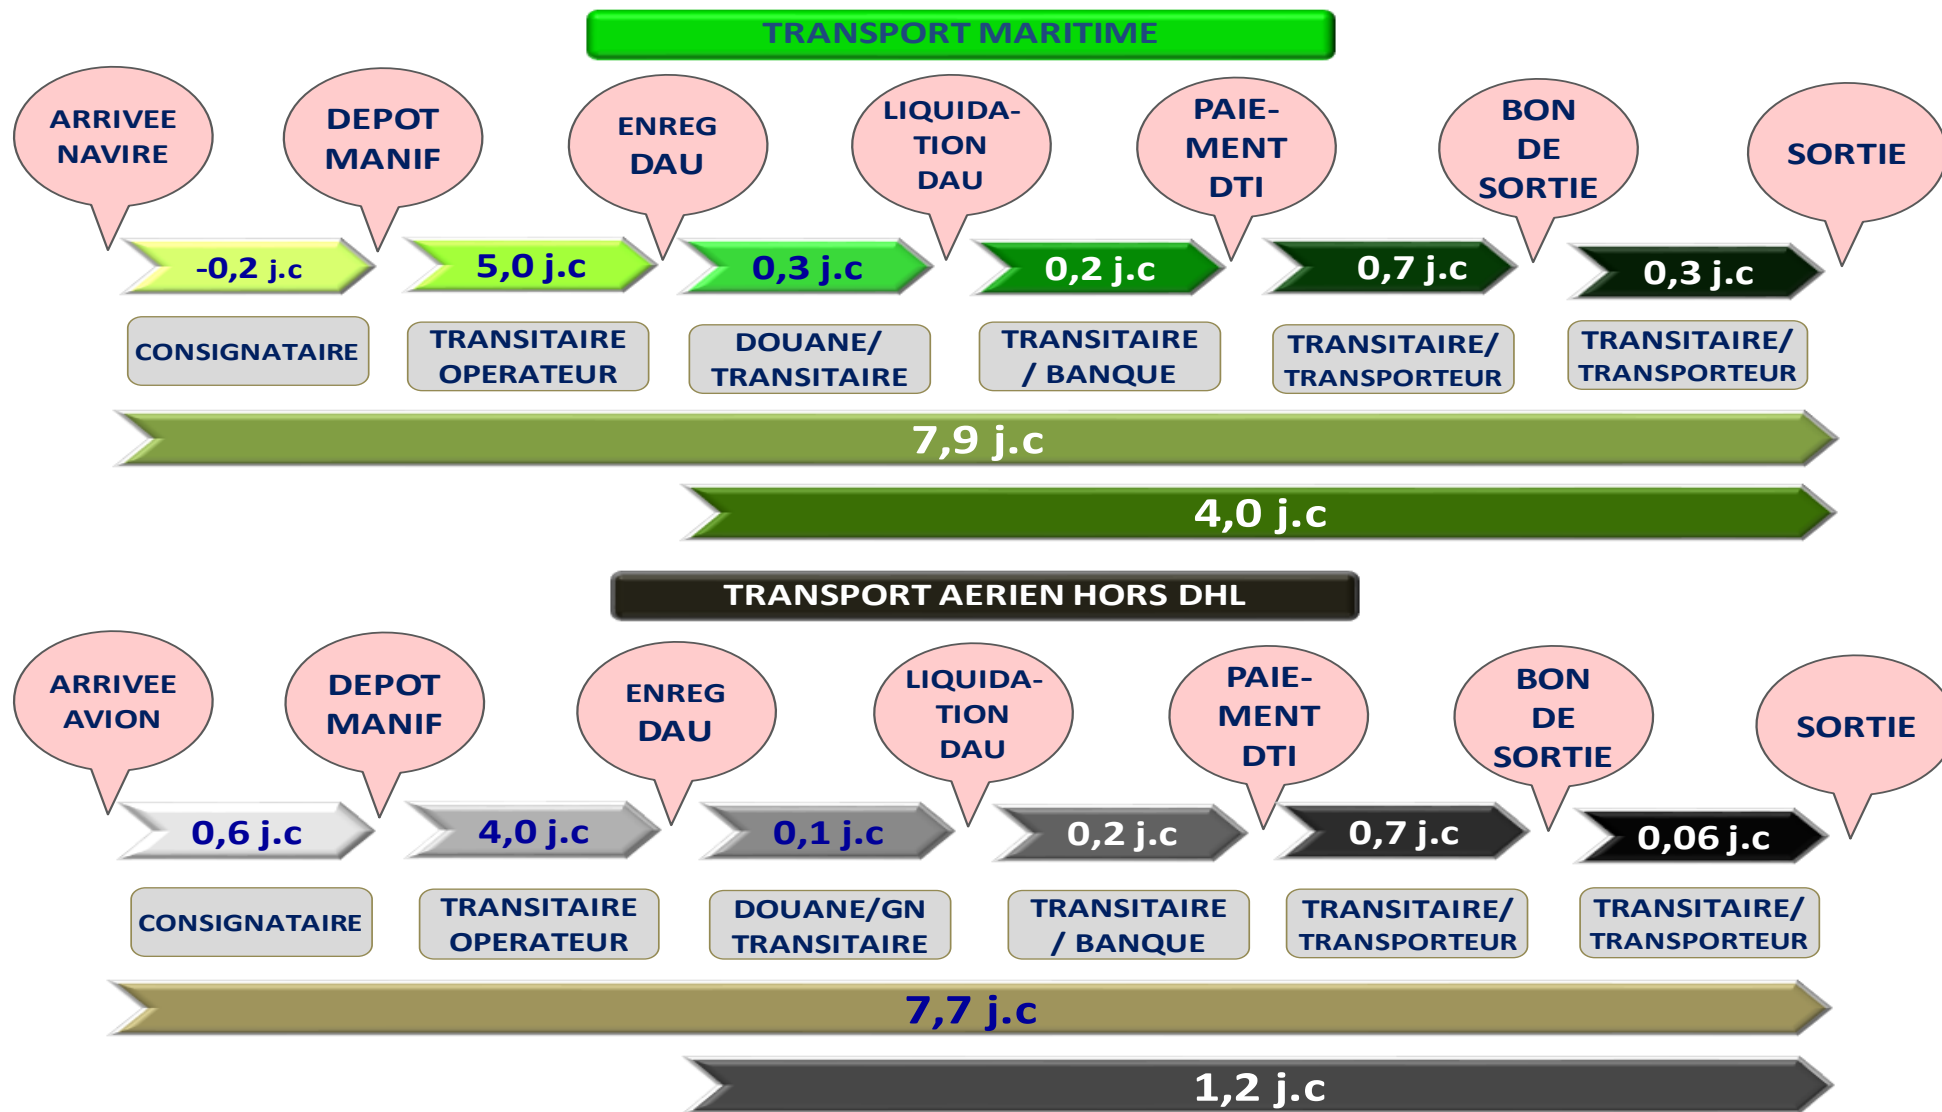 TRANSPORT MARITIME
ARRIVEE
NAVIRE
DEPOT
MANIF
ENREG
DAU
LIQUIDA-
TION
DAU
PAIE-
MENT
DTI
BON
DE
SORTIE
SORTIE
-0,2 j.c
5,0 j.c
0,3 j.c
0,2 j.c
0,7 j.c
0,3 j.c
CONSIGNATAIRE
TRANSITAIRE
OPERATEUR
DOUANE/
TRANSITAIRE
TRANSITAIRE
/ BANQUE
TRANSITAIRE/
TRANSPORTEUR
TRANSITAIRE/
TRANSPORTEUR
7,9 j.c
4,0 j.c
TRANSPORT AERIEN HORS DHL
ARRIVEE
AVION
DEPOT
MANIF
ENREG
DAU
LIQUIDA-
TION
DAU
PAIE-
MENT
DTI
BON
DE
SORTIE
SORTIE
0,6 j.c
4,0 j.c
0,1 j.c
0,2 j.c
0,7 j.c
0,06 j.c
CONSIGNATAIRE
TRANSITAIRE
OPERATEUR
DOUANE/GN
TRANSITAIRE
TRANSITAIRE
/ BANQUE
TRANSITAIRE/
TRANSPORTEUR
TRANSITAIRE/
TRANSPORTEUR
7,7 j.c
1,2 j.c